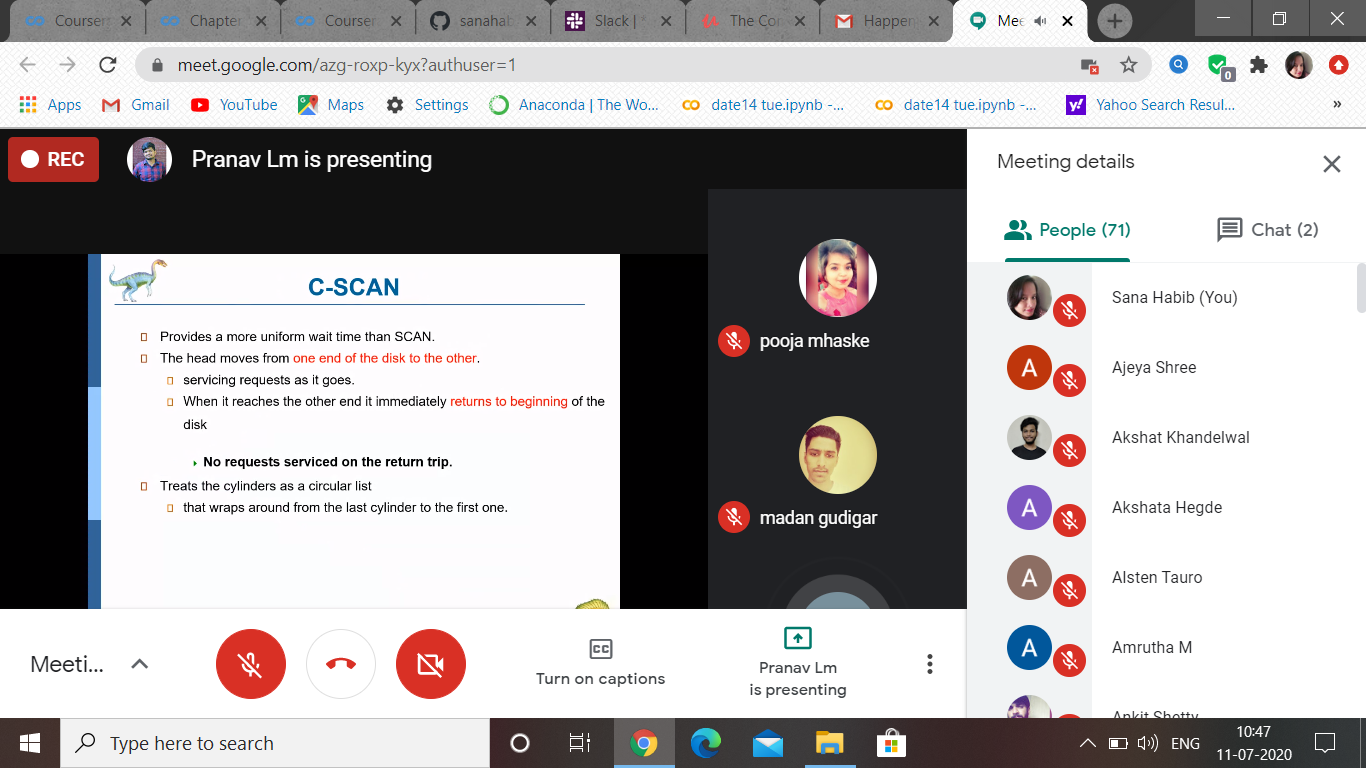 Courser
Chapter
Courser
sanahab
Slack |
The Co
Happen
Mee
meet.google.com/azg-roxp-kyx?authuser=1
0
Apps
Gmail
YouTube
Maps
Settings
Anaconda | The Wo...
date14 tue.ipynb -...
date14 tue.ipynb -...
Yahoo Search Resul...
»
REC
Pranav Lm is presenting
Meeting details
People (71)
Chat (2)
C-SCAN
Provides a more uniform wait time than SCAN.
The head moves from one end of the disk to the other.
servicing requests as it goes.
When it reaches the other end it immediately returns to beginning of the
disk
No requests serviced on the return trip.
Treats the cylinders as a circular list
that wraps around from the last cylinder to the first one.
pooja mhaske
madan gudigar
Sana Habib (You)
A
Ajeya Shree
Akshat Khandelwal
A
Akshata Hegde
A
Alsten Tauro
A
Amrutha M
Ankit Shetty
Meeti...
CC
Turn on captions
Pranav Lm
is presenting
Type here to search
ENG
10:47
11-07-2020